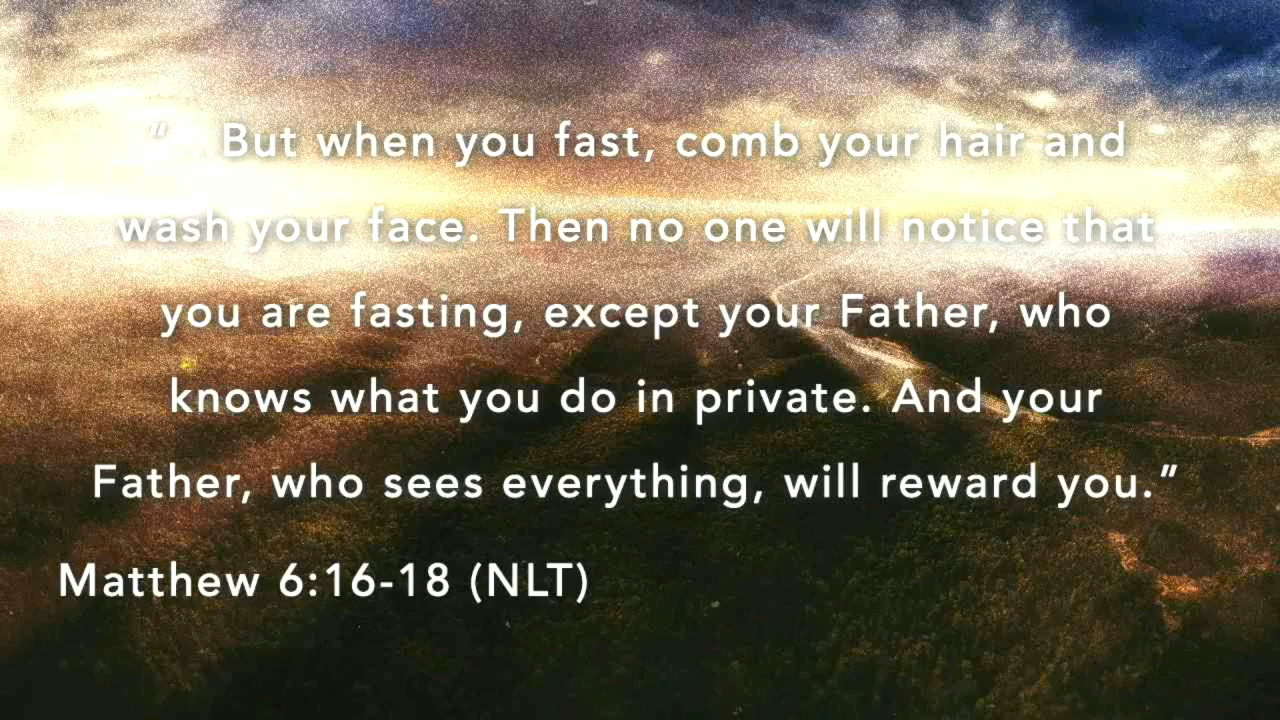 “... But when you fast, comb your hair and
wash your face. Then no one will notice that
you are fasting, except your Father, who
knows what you do in private. And your
Father, who sees everything, will reward you.”
Matthew 6:16-18 (NLT)